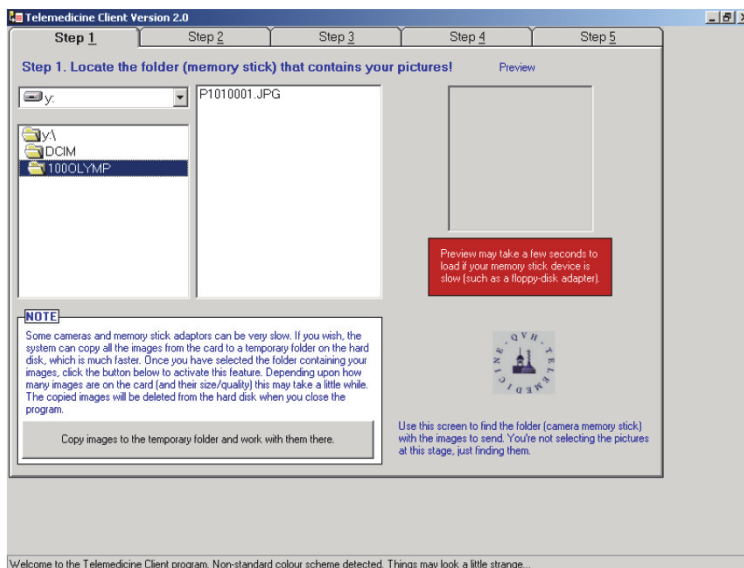 Telemedicine Client Version 2.0
Step 1
Step 2
Step 3
Step 4
Step 5
Step 1. Locate the folder (memory stick) that contains your pictures!
Preview
y:
P1010001.JPG
y:\
DCIM
100OLYMP
Preview may take a few seconds to
load if your memory stick device is
slow (such as a floppy-disk adapter).
NOTE
Some cameras and memory stick adaptors can be very slow. If you wish, the
system can copy all the images from the card to a temporary folder on the hard
disk, which is much faster. Once you have selected the folder containing your
images, click the button below to activate this feature. Depending upon how
many images are on the card (and their size/quality) this may take a little while.
The copied images will be deleted from the hard disk when you close the
program.
Copy images to the temporary folder and work with them there.
QVH
TELEMEDICINE
Use this screen to find the folder (camera memory stick)
with the images to send. You're not selecting the pictures
at this stage, just finding them.
Welcome to the Telemedicine Client program. Non-standard colour scheme detected. Things may look a little strange...